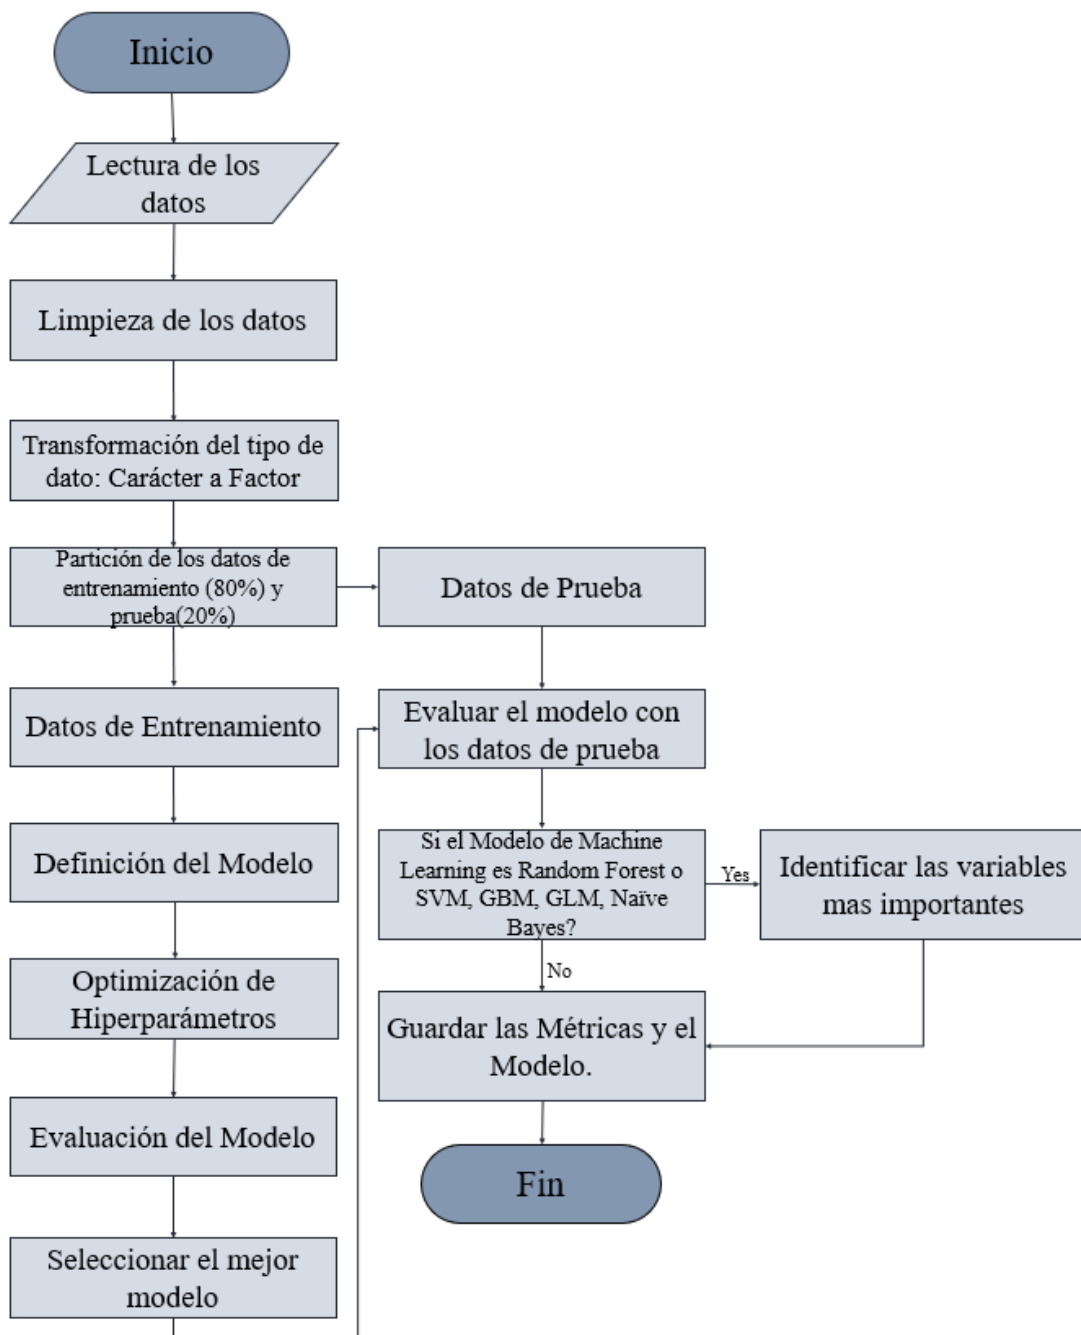 Inicio
Lectura de los
datos
Limpieza de los datos
Transformación del tipo de
dato: Carácter a Factor
Partición de los datos de
entrenamiento (80%) y
prueba(20%)
Datos de Entrenamiento
Definición del Modelo
Optimización de
Hiperparámetros
Evaluación del Modelo
Seleccionar el mejor
modelo
Datos de Prueba
Evaluar el modelo con
los datos de prueba
Si el Modelo de Machine
Learning es Random Forest o
SVM, GBM, GLM, Naïve
Bayes?
Yes
Identificar las variables
mas importantes
No
Guardar las Métricas y el
Modelo.
Fin